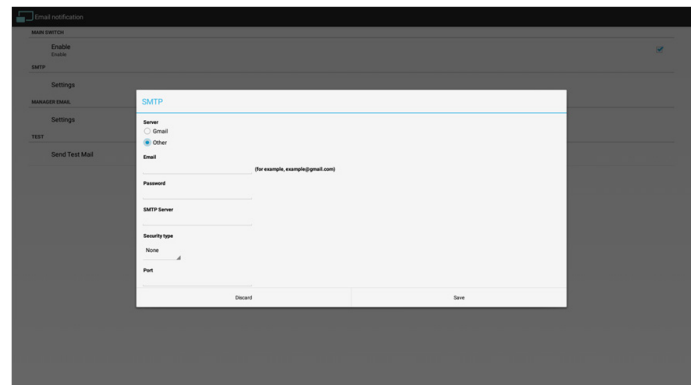 Email notification
MAIN SWITCH
Enable
Enable
SMTP
Settings
MANAGER EMAIL
Settings
TEST
Send Test Mail
SMTP
Server
Gmail
Other
Email
(for example, example@gmail.com)
Password
SMTP Server
Security type
None
Port
Discard
Save